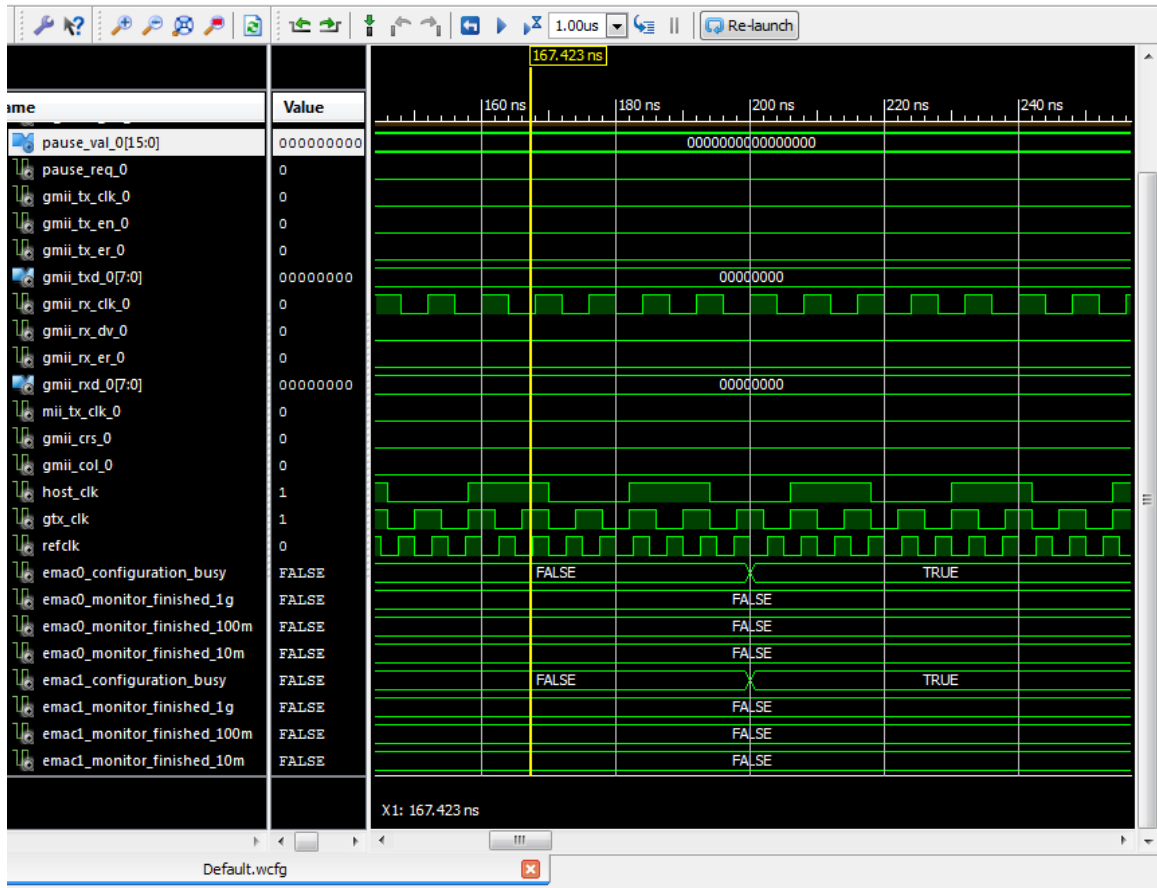 1.00us
Re-launch
167.423 ns
ame Value
160 ns 180 ns 200 ns 220 ns 240 ns
pause_val_0[15:0] 000000000 0000000000000000
pause_req_0 0
gmii_tx_clk_0 0
gmii_tx_en_0 0
gmii_tx_er_0 0
gmii_txd_0[7:0] 00000000 00000000
gmii_rx_clk_0 0
gmii_rx_dv_0 0
gmii_rx_er_0 0
gmii_rxd_0[7:0] 00000000 00000000
mii_tx_clk_0 0
gmii_crs_0 0
gmii_col_0 0
host_clk 1
gtx_clk 1
refclk 0
emac0_configuration_busy FALSE FALSE TRUE
emac0_monitor_finished_1g FALSE FALSE
emac0_monitor_finished_100m FALSE FALSE
emac0_monitor_finished_10m FALSE FALSE
emac1_configuration_busy FALSE FALSE TRUE
emac1_monitor_finished_1g FALSE FALSE
emac1_monitor_finished_100m FALSE FALSE
emac1_monitor_finished_10m FALSE FALSE
X1: 167.423 ns
Default.wcfg